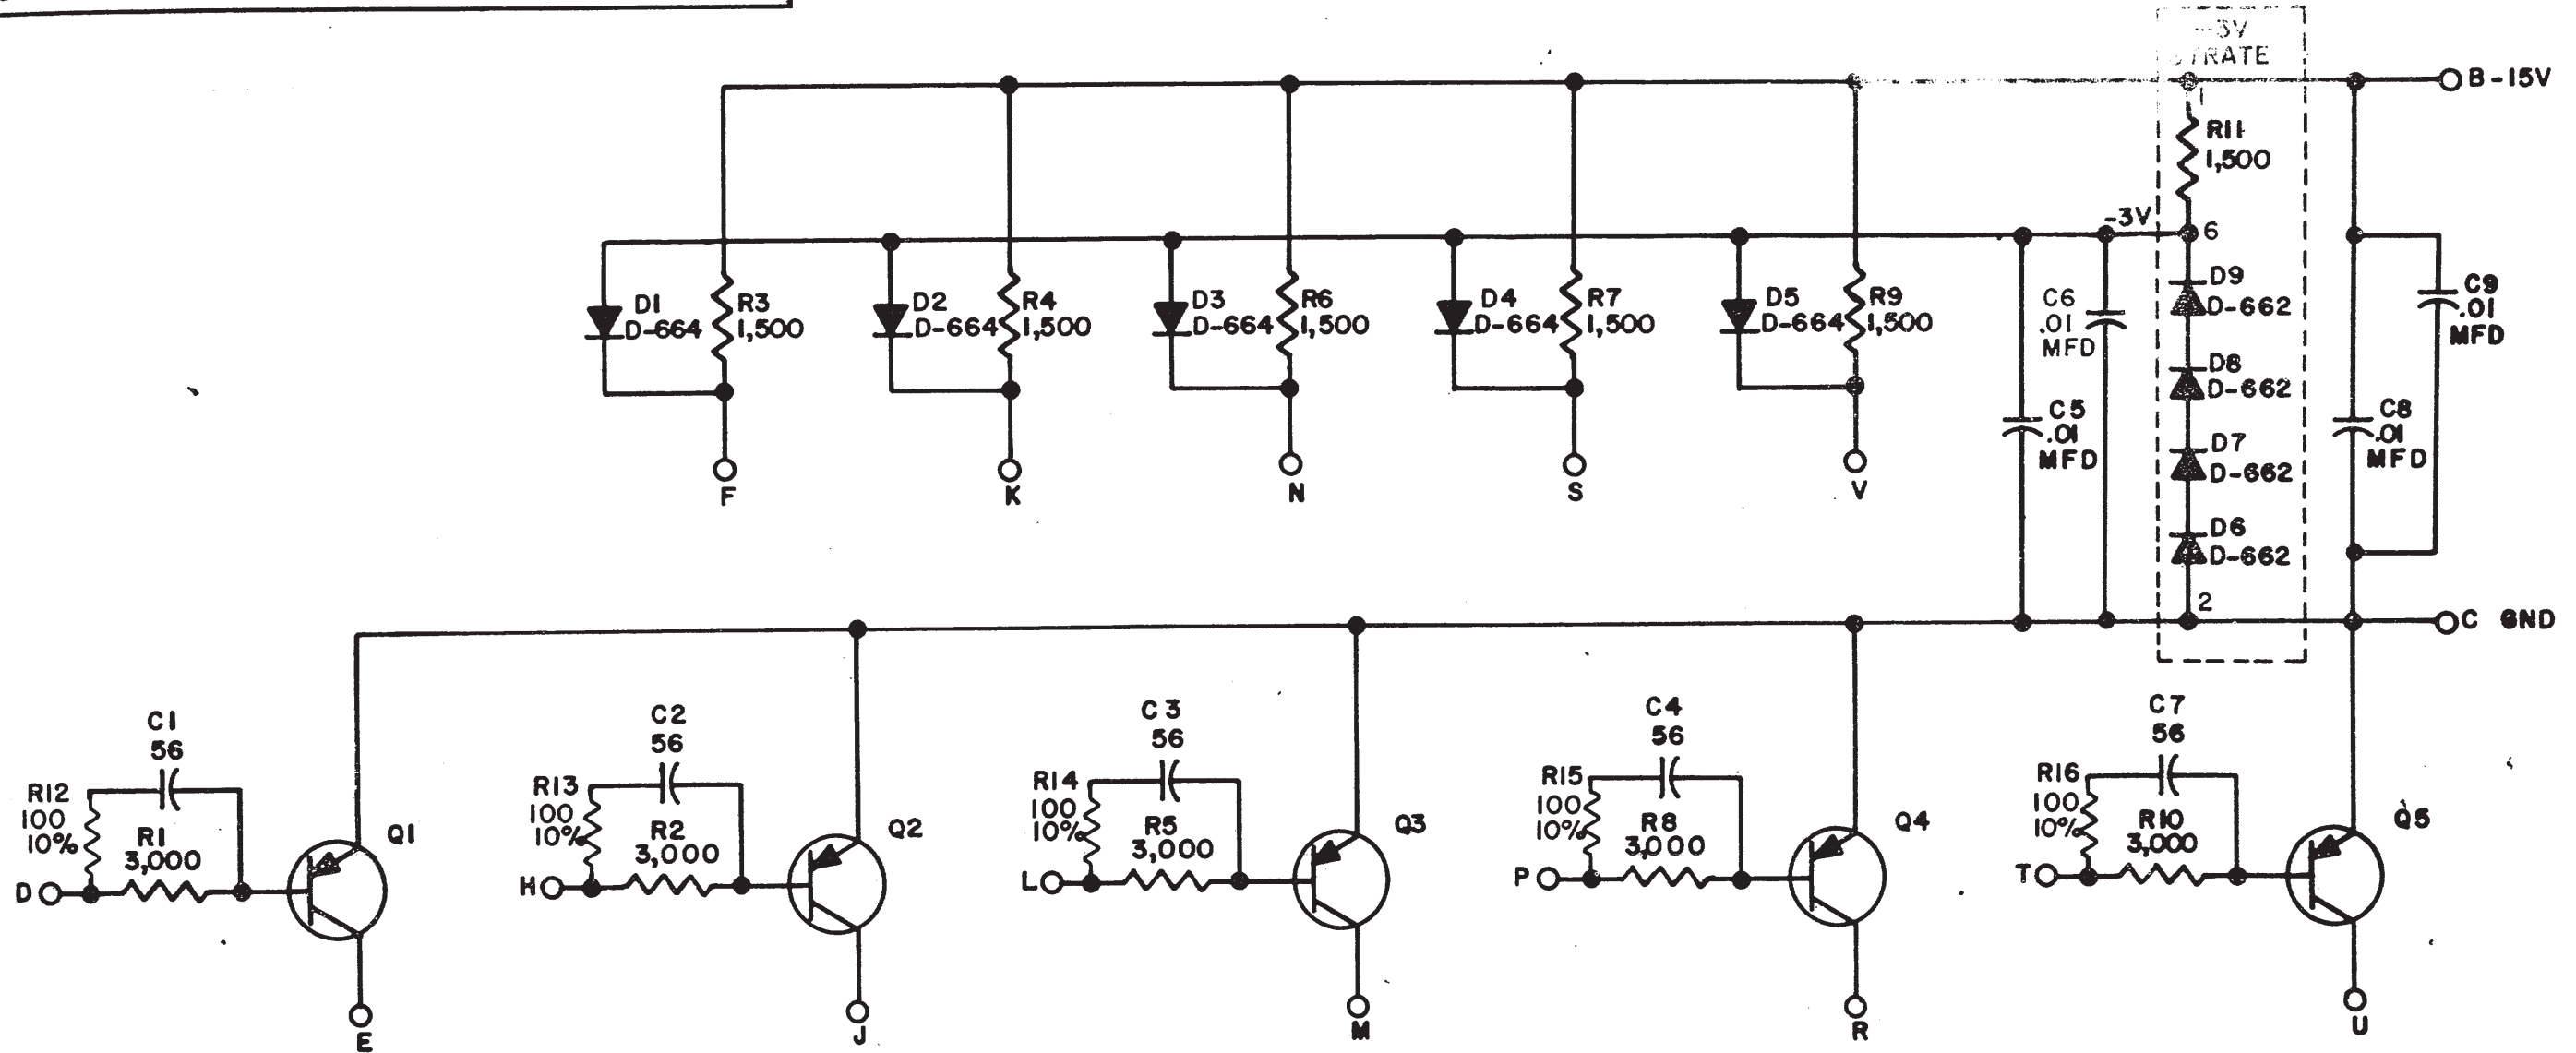 -3V
B -15V
R11
1,500
-3V
6
D1
D-664
R3
1,500
D2
D-664
R4
1,500
D3
D-664
R6
1,500
D4
D-664
R7
1,500
D5
D-664
R9
1,500
C6
.01
MFD
D9
D-662
C9
.01
MFD
D8
D-662
C5
.01
MFD
D7
D-662
C8
.01
MFD
D6
D-662
F
K
N
S
V
2
C GND
C1
56
R12
100
10%
R1
3,000
Q1
D
E
C2
56
R13
100
10%
R2
3,000
Q2
H
J
C3
56
R14
100
10%
R5
3,000
Q3
L
M
C4
56
R15
100
10%
R8
3,000
Q4
P
R
C7
56
R16
100
10%
R10
3,000
Q5
T
U